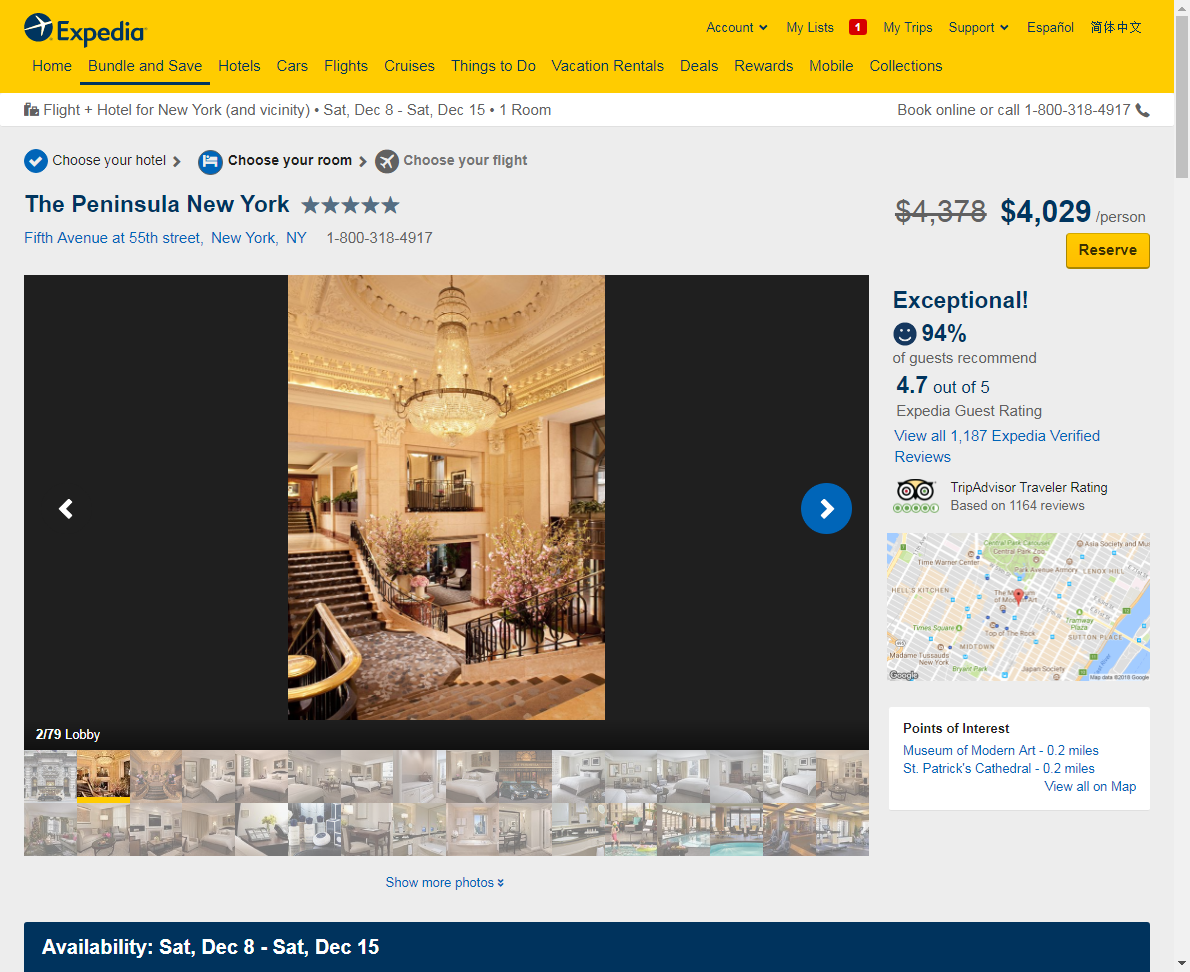 Expedia
Account
My Lists
1
My Trips
Support
Español
简体中文
Home
Bundle and Save
Hotels
Cars
Flights
Cruises
Things to Do
Vacation Rentals
Deals
Rewards
Mobile
Collections
Flight + Hotel for New York (and vicinity) • Sat, Dec 8 - Sat, Dec 15 • 1 Room
Book online or call 1-800-318-4917
Choose your hotel
Choose your room
Choose your flight
The Peninsula New York
$4,378 $4,029 /person
Fifth Avenue at 55th street, New York, NY 1-800-318-4917
Reserve
Exceptional!
94%
of guests recommend
4.7 out of 5
Expedia Guest Rating
View all 1,187 Expedia Verified
Reviews
TripAdvisor Traveler Rating
Based on 1164 reviews
Central Park Carousel
Central Park Zoo
Asia Society and Mu
Time Warner Center
Park Avenue Armory
LENOX HILL
HELL'S KITCHEN
The Museum
of Modern Art
Times Square
Tramway
Plaza
Top of The Rock
SUTTON PLACE
MIDTOWN
Madame Tussauds
New York
Bryant Park
Japan Society
Google
Map data ©2018 Google
2/79 Lobby
Points of Interest
Museum of Modern Art - 0.2 miles
St. Patrick's Cathedral - 0.2 miles
View all on Map
Show more photos
Availability: Sat, Dec 8 - Sat, Dec 15